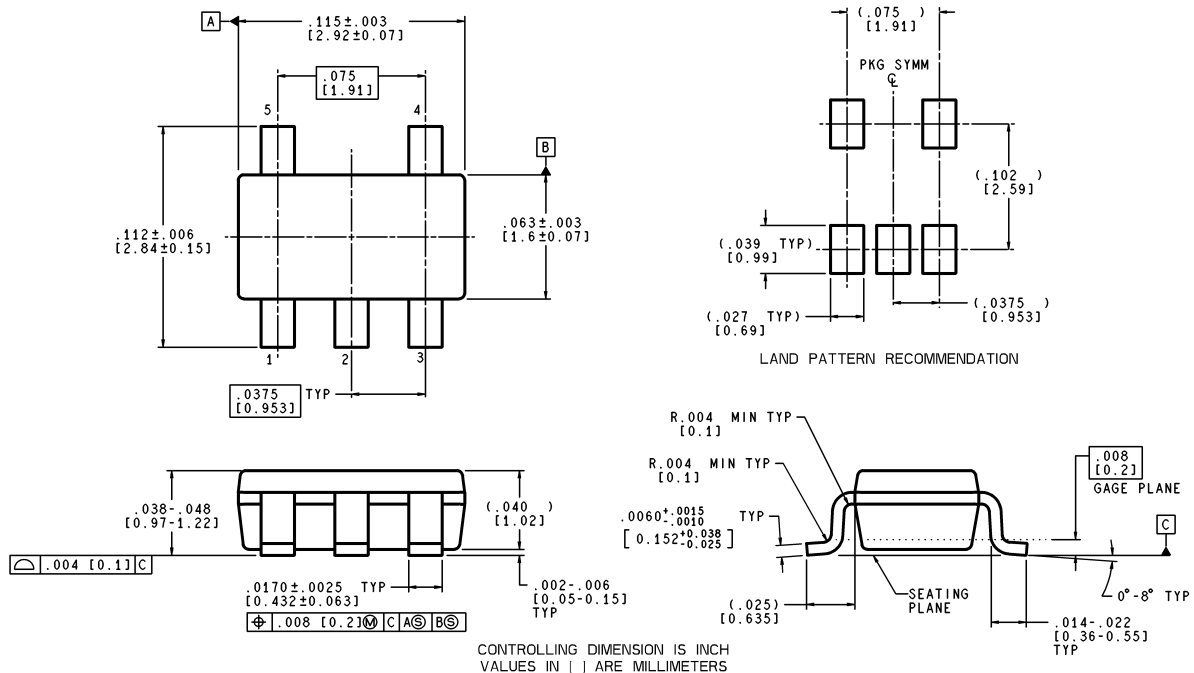 A
.115±.003
[2.92±0.07]
.075
[1.91]
5
4
B
.112±.006
[2.84±0.15]
.063±.003
[1.6±0.07]
1
2
3
.0375 TYP
[0.953]
(.075 )
[1.91]
PKG SYMM
℄
(.102 )
[2.59]
(.039 TYP)
[0.99]
(.027 TYP)
[0.69]
(.0375 )
[0.953]
LAND PATTERN RECOMMENDATION
.038-.048
[0.97-1.22]
(.040 )
[1.02]
⌓ .004 [0.1] C
.0170±.0025 TYP
[0.432±0.063]
⌖ .008 [0.2]Ⓜ C AⓈ BⓈ
.002-.006
[0.05-0.15]
TYP
R.004 MIN TYP
[0.1]
R.004 MIN TYP
[0.1]
.008
[0.2]
GAGE PLANE
.0060+.0015-.0010 TYP
[0.152+0.038-0.025]
C
SEATING
PLANE
0°-8° TYP
(.025)
[0.635]
.014-.022
[0.36-0.55]
TYP
CONTROLLING DIMENSION IS INCH
VALUES IN [ ] ARE MILLIMETERS